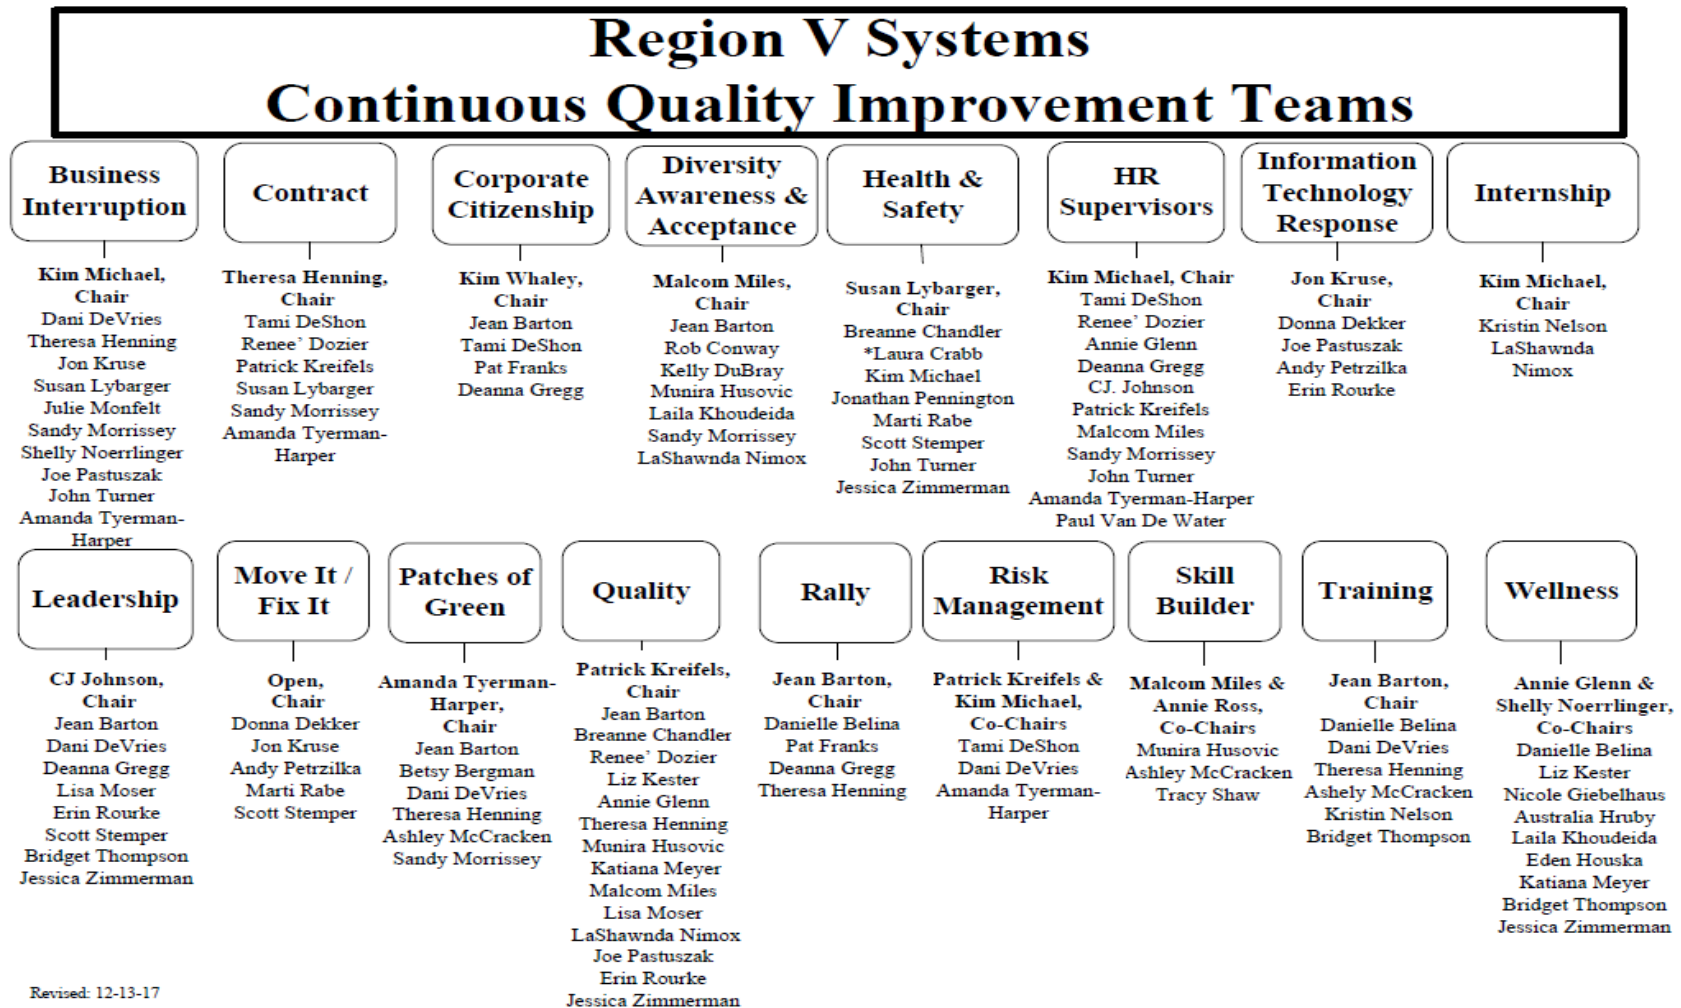 Region V Systems
Continuous Quality Improvement Teams
Business
Interruption
Kim Michael,
Chair
Dani DeVries
Theresa Henning
Jon Kruse
Susan Lybarger
Julie Monfelt
Sandy Morrissey
Shelly Noerrlinger
Joe Pastuszak
John Turner
Amanda Tyerman-
Harper
Contract
Theresa Henning,
Chair
Tami DeShon
Renee’ Dozier
Patrick Kreifels
Susan Lybarger
Sandy Morrissey
Amanda Tyerman-
Harper
Corporate
Citizenship
Kim Whaley,
Chair
Jean Barton
Tami DeShon
Pat Franks
Deanna Gregg
Diversity
Awareness &
Acceptance
Malcom Miles,
Chair
Jean Barton
Rob Conway
Kelly DuBray
Munira Husovic
Laila Khoudeida
Sandy Morrissey
LaShawnda Nimox
Health &
Safety
Susan Lybarger,
Chair
Breanne Chandler
*Laura Crabb
Kim Michael
Jonathan Pennington
Marti Rabe
Scott Stemper
John Turner
Jessica Zimmerman
HR
Supervisors
Kim Michael, Chair
Tami DeShon
Renee’ Dozier
Annie Glenn
Deanna Gregg
CJ. Johnson
Patrick Kreifels
Malcom Miles
Sandy Morrissey
John Turner
Amanda Tyerman-Harper
Paul Van De Water
Information
Technology
Response
Jon Kruse,
Chair
Donna Dekker
Joe Pastuszak
Andy Petrzilka
Erin Rourke
Internship
Kim Michael,
Chair
Kristin Nelson
LaShawnda
Nimox
Leadership
CJ Johnson,
Chair
Jean Barton
Dani DeVries
Deanna Gregg
Lisa Moser
Erin Rourke
Scott Stemper
Bridget Thompson
Jessica Zimmerman
Move It /
Fix It
Open,
Chair
Donna Dekker
Jon Kruse
Andy Petrzilka
Marti Rabe
Scott Stemper
Patches of
Green
Amanda Tyerman-
Harper,
Chair
Jean Barton
Betsy Bergman
Dani DeVries
Theresa Henning
Ashley McCracken
Sandy Morrissey
Quality
Patrick Kreifels,
Chair
Jean Barton
Breanne Chandler
Renee’ Dozier
Liz Kester
Annie Glenn
Theresa Henning
Munira Husovic
Katiana Meyer
Malcom Miles
Lisa Moser
LaShawnda Nimox
Joe Pastuszak
Erin Rourke
Jessica Zimmerman
Rally
Jean Barton,
Chair
Danielle Belina
Pat Franks
Deanna Gregg
Theresa Henning
Risk
Management
Patrick Kreifels &
Kim Michael,
Co-Chairs
Tami DeShon
Dani DeVries
Amanda Tyerman-
Harper
Skill
Builder
Malcom Miles &
Annie Ross,
Co-Chairs
Munira Husovic
Ashley McCracken
Tracy Shaw
Training
Jean Barton,
Chair
Danielle Belina
Dani DeVries
Theresa Henning
Ashely McCracken
Kristin Nelson
Bridget Thompson
Wellness
Annie Glenn &
Shelly Noerrlinger,
Co-Chairs
Danielle Belina
Liz Kester
Nicole Giebelhaus
Australia Hruby
Laila Khoudeida
Eden Houska
Katiana Meyer
Bridget Thompson
Jessica Zimmerman
Revised: 12-13-17